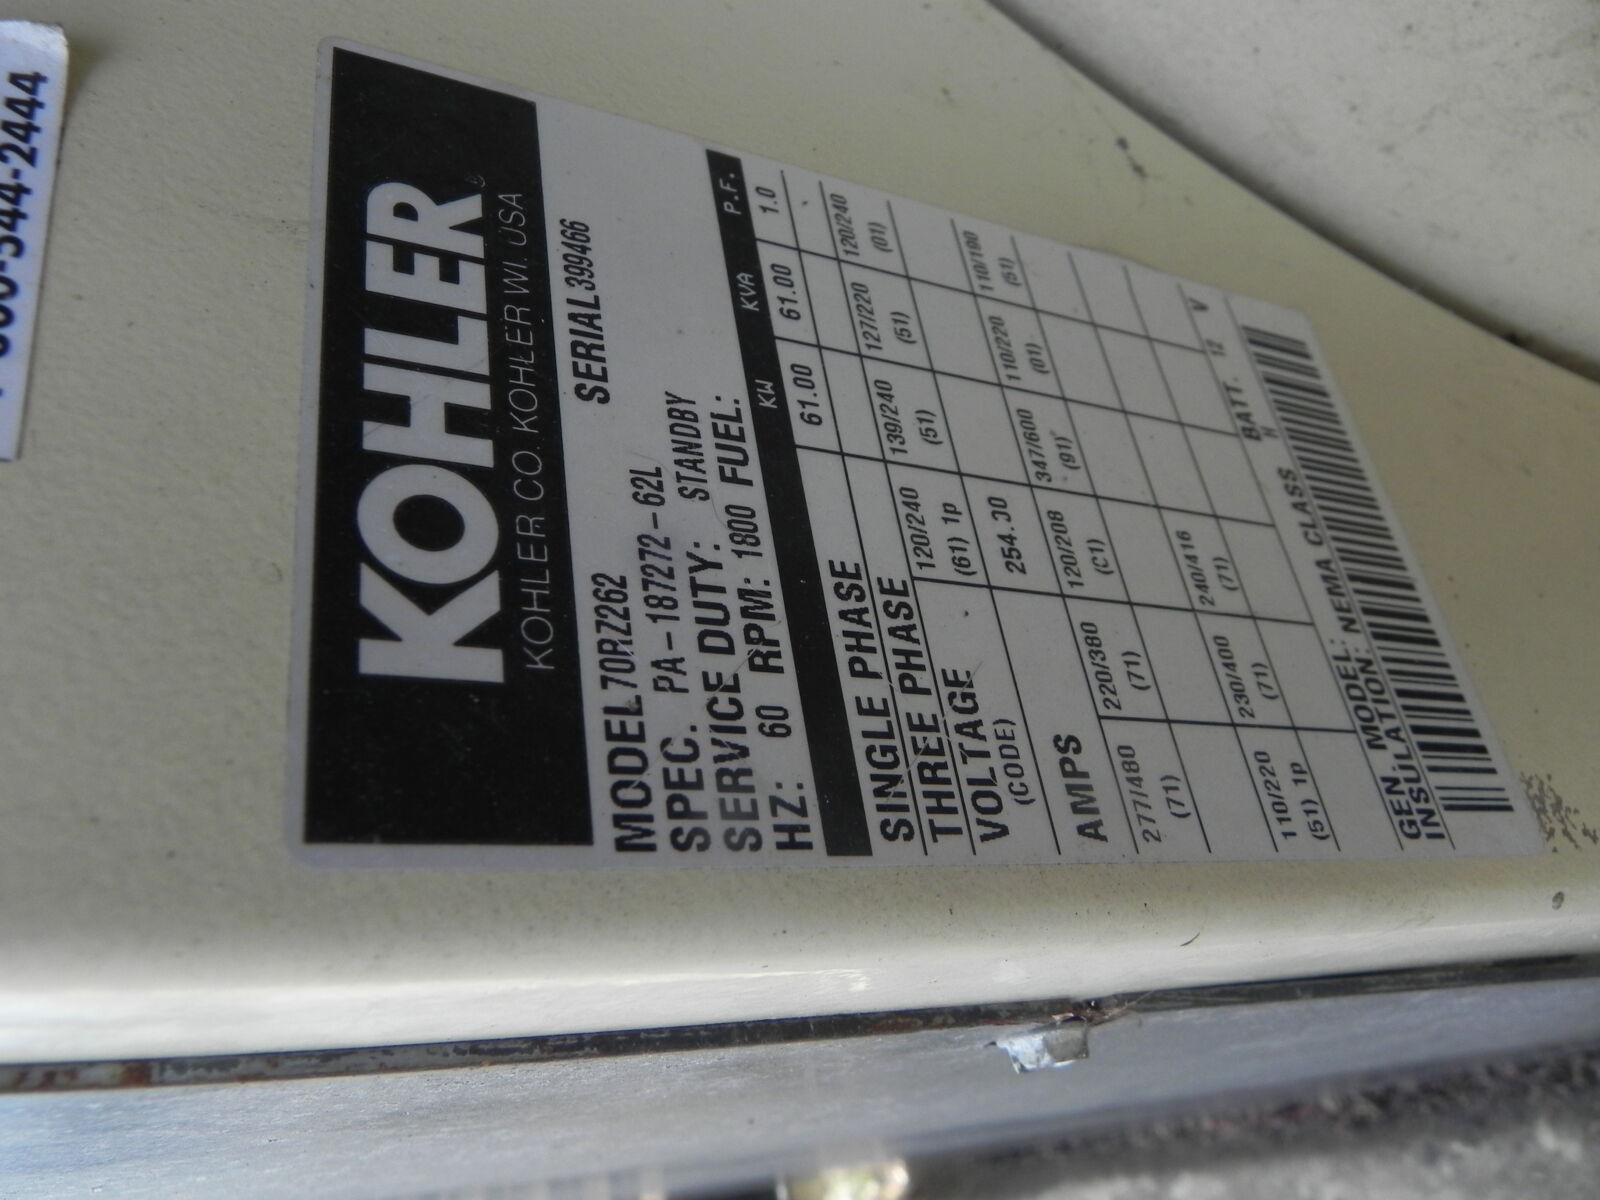 544-2444
KOHLER
KOHLER CO. KOHLER WI. USA
MODEL 70RZ262 SERIAL 399466
SPEC. PA-187272-62L
SERVICE DUTY. STANDBY
HZ: 60 RPM: 1800 FUEL:
KW KVA P.F.
SINGLE PHASE 61.00 61.00 1.0
THREE PHASE
VOLTAGE 120/240 139/240 127/220 120/240
(CODE) (61) 1p (51) (51) (01)
AMPS 254.30
277/480 220/380 120/208 347/600 110/220 110/190
(71) (71) (C1) (91) (01) (51)
110/220 230/400 240/416
(51) 1p (71) (71)
GEN. MODEL: BATT. 12 V
INSULATION: NEMA CLASS H